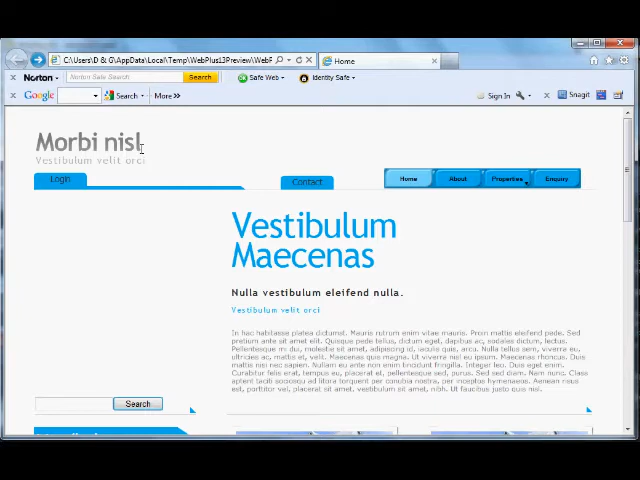 C:\Users\D & G\AppData\Local\Temp\WebPlus13Preview\WebF
Home
Norton
Norton Safe Search
Search
Safe Web
Identity Safe
Google
Search
More >>
Sign In
Snagit
Morbi nisl
Vestibulum velit orci
Login
Contact
Home
About
Properties
Enquiry
Vestibulum
Maecenas
Nulla vestibulum eleifend nulla.
Vestibulum velit orci
In hac habitasse platea dictumst. Mauris rutrum enim vitae mauris. Proin mattis eleifend pede. Sed
pretium ante sit amet elit. Quisque pede tellus, dictum eget, dapibus ac, sodales dictum, lectus.
Pellentesque mi dui, molestie sit amet, adipiscing id, iaculis quis, arcu. Nulla tellus sem, viverra eu,
ultricies ac, mattis et, velit. Maecenas quis magna. Ut viverra nisl eu ipsum. Maecenas rhoncus. Duis
mattis nisi nec sapien. Nullam eu ante non enim tincidunt fringilla. Integer leo. Duis eget enim.
Curabitur felis erat, tempus eu, placerat et, pellentesque sed, purus. Sed sed diam. Nam nunc. Class
aptent taciti sociosqu ad litora torquent per conubia nostra, per inceptos hymenaeos. Aenean risus
est, porttitor vel, placerat sit amet, vestibulum sit amet, nibh. Ut faucibus justo quis nisl.
Search